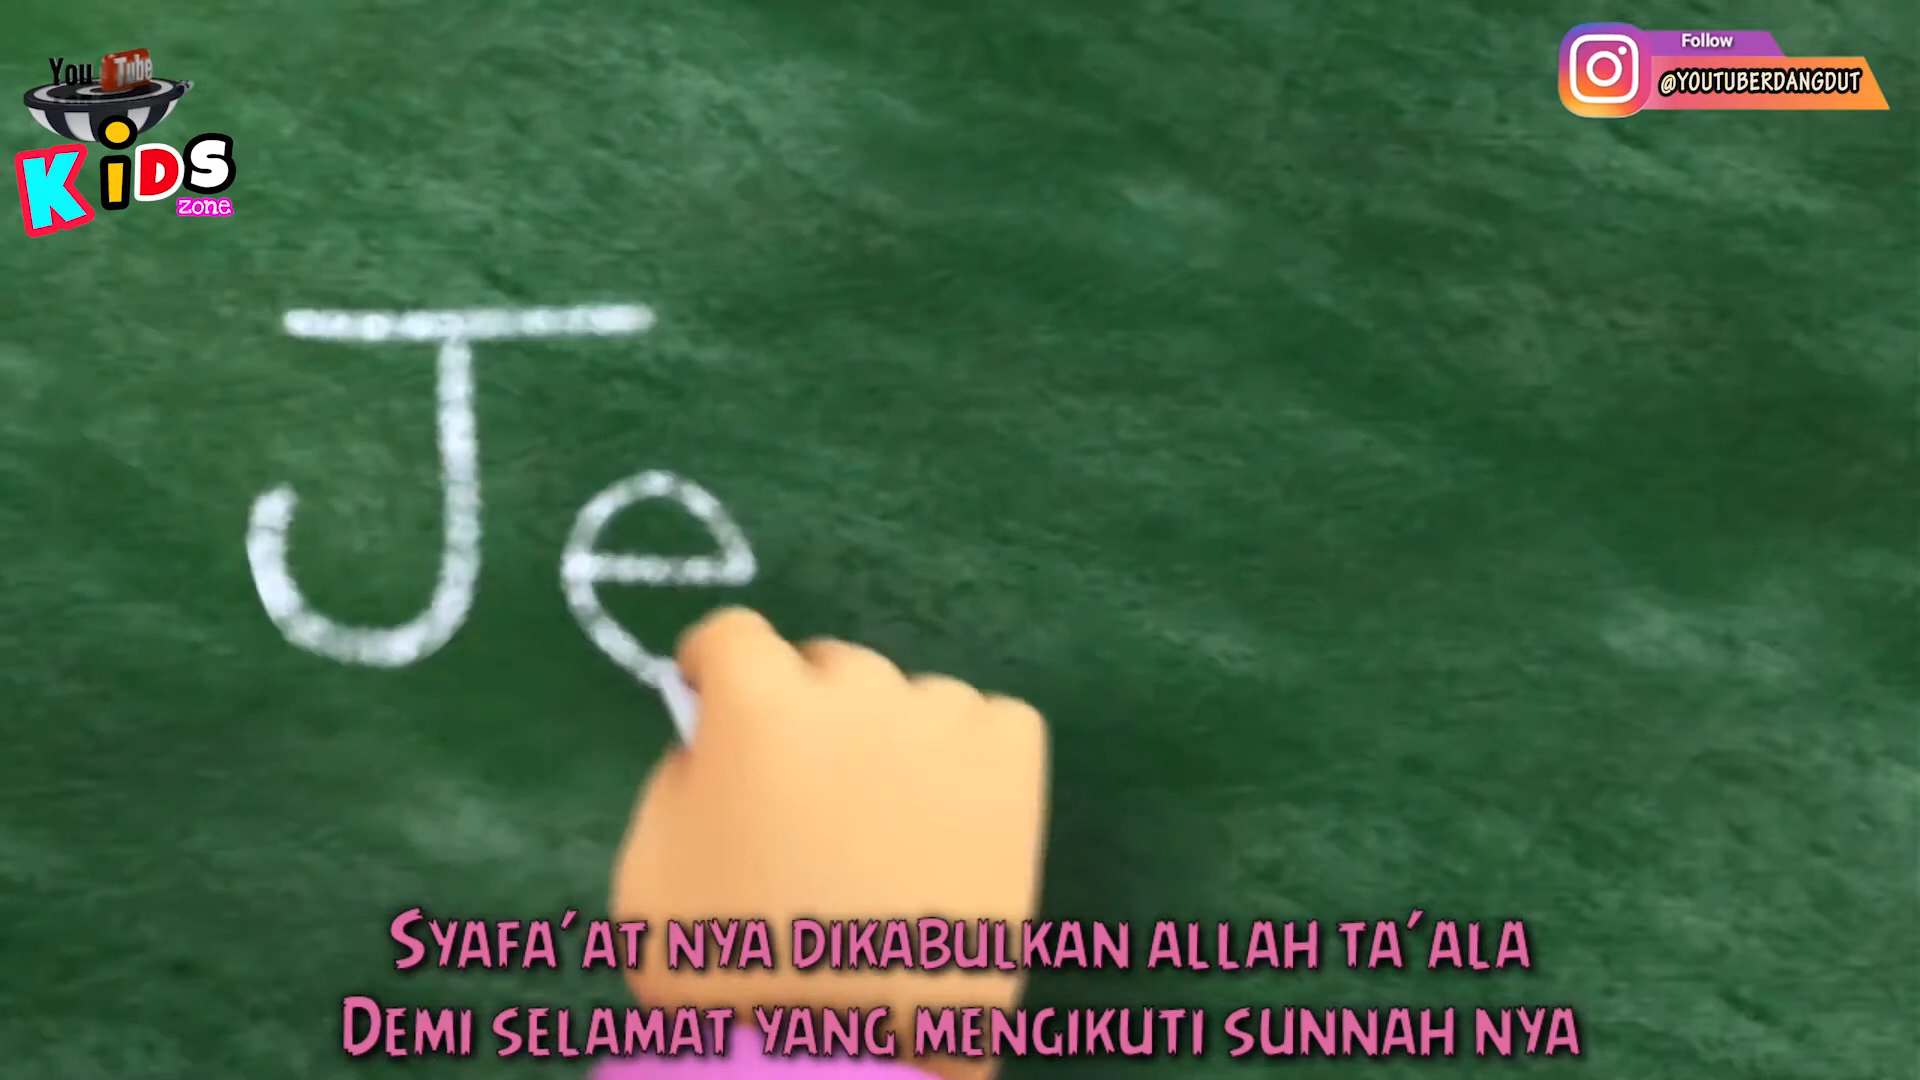 You Tube
KiDS
zone
Follow
@YOUTUBERDANGDUT
Je
SYAFA'AT NYA DIKABULKAN ALLAH TA'ALA
DEMI SELAMAT YANG MENGIKUTI SUNNAH NYA